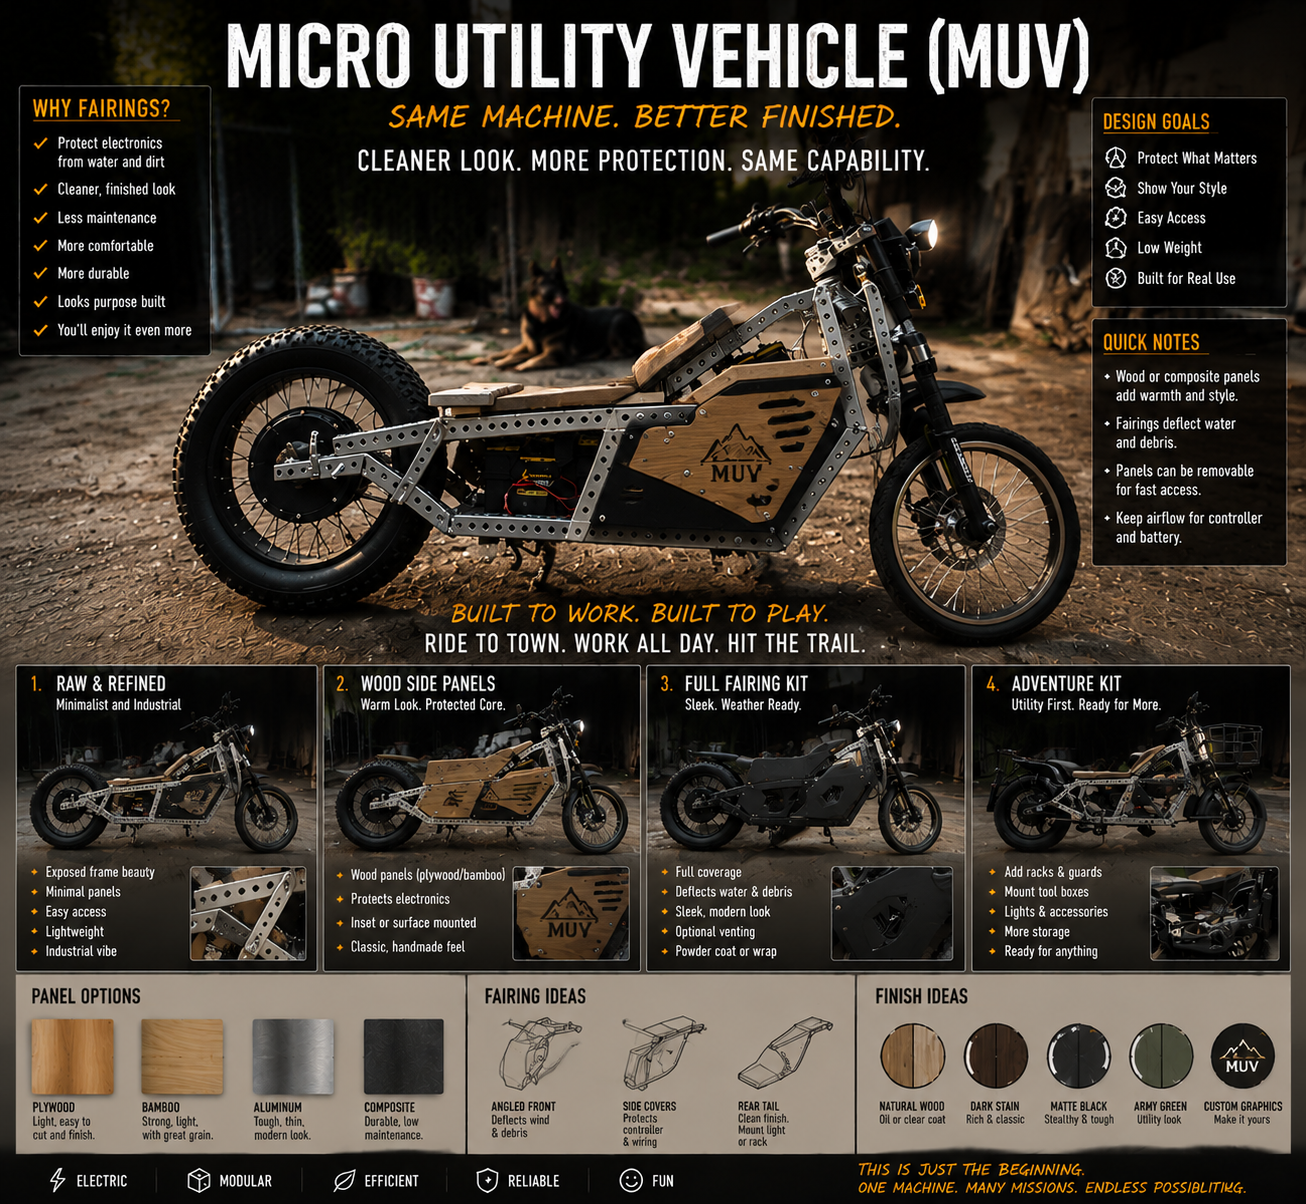 MICRO UTILITY VEHICLE (MUV)
SAME MACHINE. BETTER FINISHED.
CLEANER LOOK. MORE PROTECTION. SAME CAPABILITY.
WHY FAIRINGS?
Protect electronics
from water and dirt
Cleaner, finished look
Less maintenance
More comfortable
More durable
Looks purpose built
You'll enjoy it even more
DESIGN GOALS
Protect What Matters
Show Your Style
Easy Access
Low Weight
Built for Real Use
QUICK NOTES
Wood or composite panels
add warmth and style.
Fairings deflect water
and debris.
Panels can be removable
for fast access.
Keep airflow for controller
and battery.
MUV
BUILT TO WORK. BUILT TO PLAY.
RIDE TO TOWN. WORK ALL DAY. HIT THE TRAIL.
1. RAW & REFINED
Minimalist and Industrial
Exposed frame beauty
Minimal panels
Easy access
Lightweight
Industrial vibe
2. WOOD SIDE PANELS
Warm Look. Protected Core.
Wood panels (plywood/bamboo)
Protects electronics
Inset or surface mounted
Classic, handmade feel
MUV
3. FULL FAIRING KIT
Sleek. Weather Ready.
Full coverage
Deflects water & debris
Sleek, modern look
Optional venting
Powder coat or wrap
4. ADVENTURE KIT
Utility First. Ready for More.
Add racks & guards
Mount tool boxes
Lights & accessories
More storage
Ready for anything
PANEL OPTIONS
PLYWOOD
Light, easy to
cut and finish.
BAMBOO
Strong, light,
with great grain.
ALUMINUM
Tough, thin,
modern look.
COMPOSITE
Durable, low
maintenance.
FAIRING IDEAS
ANGLED FRONT
Deflects wind
& debris
SIDE COVERS
Protects
controller
& wiring
REAR TAIL
Clean finish.
Mount light
or rack
FINISH IDEAS
NATURAL WOOD
Oil or clear coat
DARK STAIN
Rich & classic
MATTE BLACK
Stealthy & tough
ARMY GREEN
Utility look
MUV
CUSTOM GRAPHICS
Make it yours
ELECTRIC
MODULAR
EFFICIENT
RELIABLE
FUN
THIS IS JUST THE BEGINNING.
ONE MACHINE. MANY MISSIONS. ENDLESS